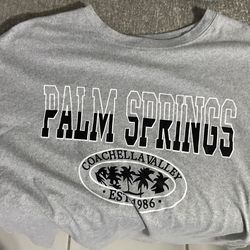 PALM SPRINGS
COACHELLA VALLEY
EST 1986